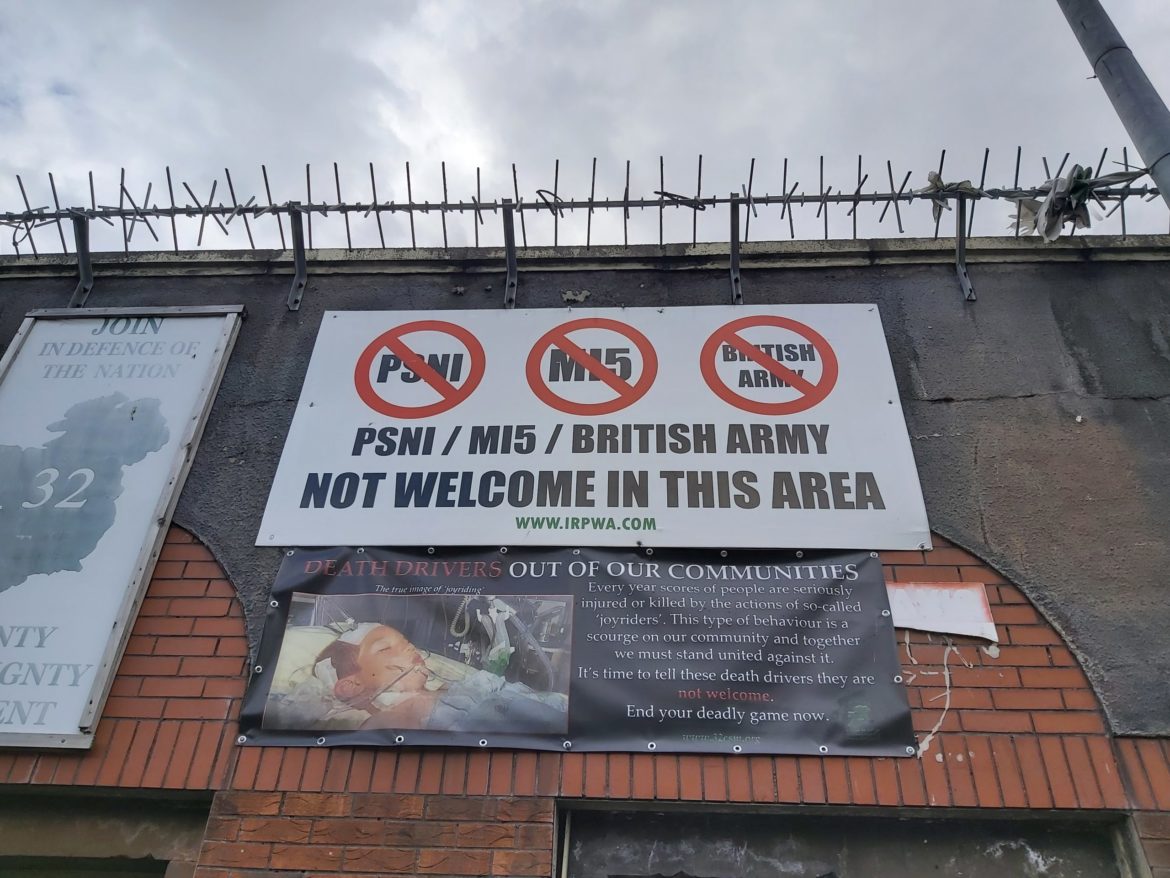 JOIN
IN DEFENCE OF
THE NATION
32
NTY
IGNTY
ENT
PSNI
MI5
BRITISH
ARMY
PSNI / MI5 / BRITISH ARMY
NOT WELCOME IN THIS AREA
WWW.IRPWA.COM
DEATH DRIVERS OUT OF OUR COMMUNITIES
The true image of 'joyriding'
Every year scores of people are seriously
injured or killed by the actions of so-called
'joyriders'. This type of behaviour is a
scourge on our community and together
we must stand united against it.
It's time to tell these death drivers they are
not welcome.
End your deadly game now.
www.32csm.org